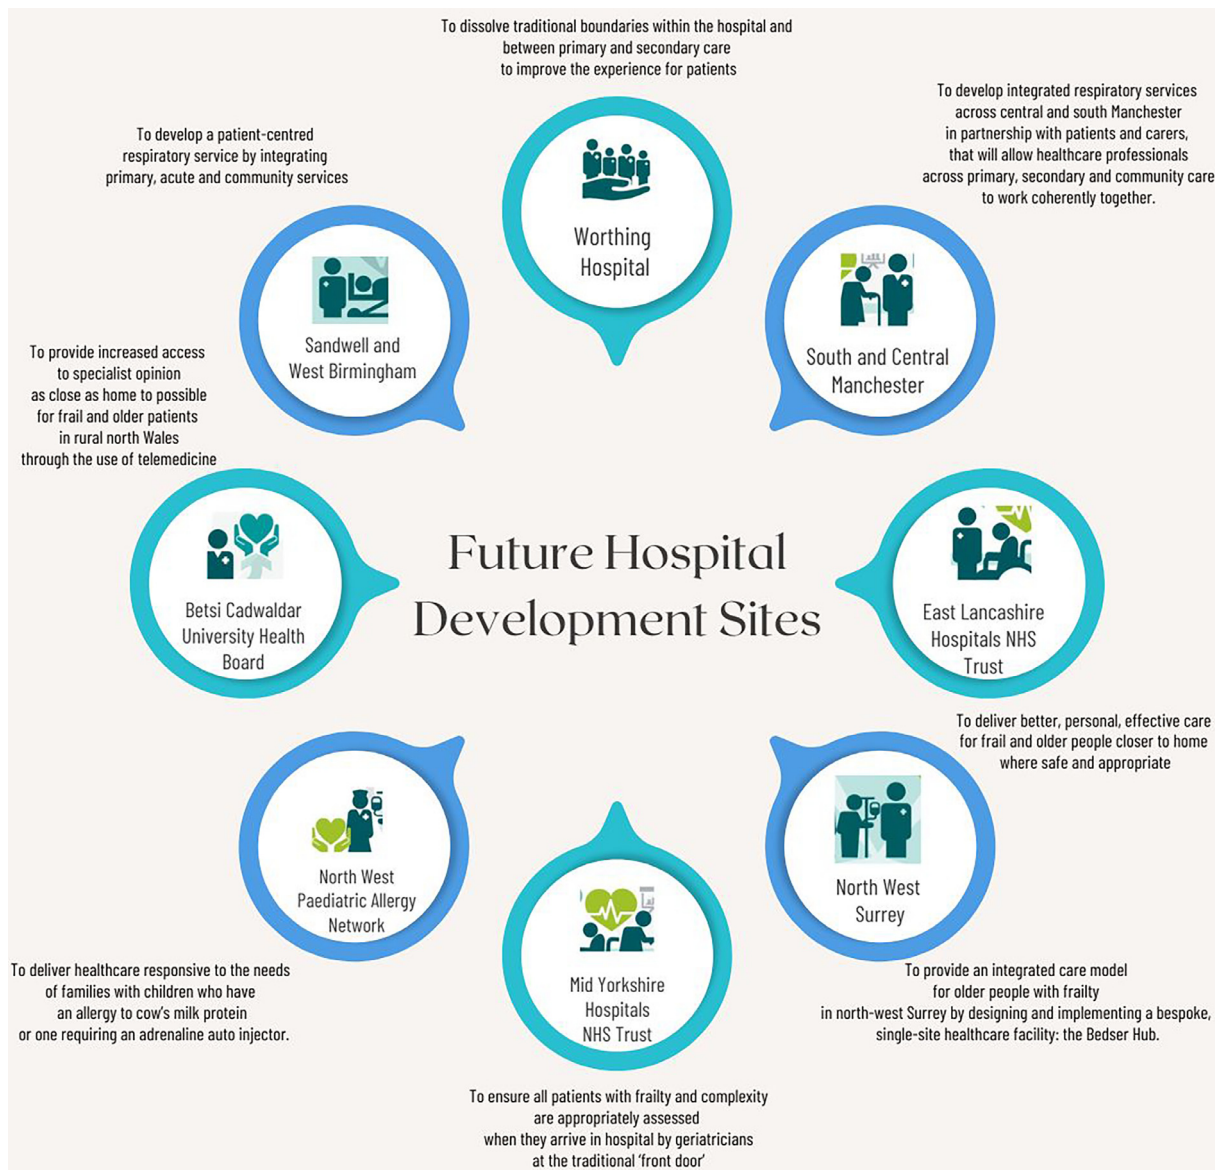 To dissolve traditional boundaries within the hospital and
between primary and secondary care
to improve the experience for patients
Worthing
Hospital
To develop integrated respiratory services
across central and south Manchester
in partnership with patients and carers,
that will allow healthcare professionals
across primary, secondary and community care
to work coherently together.
South and Central
Manchester
To develop a patient-centred
respiratory service by integrating
primary, acute and community services
Sandwell and
West Birmingham
To provide increased access
to specialist opinion
as close as home to possible
for frail and older patients
in rural north Wales
through the use of telemedicine
Betsi Cadwaldar
University Health
Board
Future Hospital
Development Sites
East Lancashire
Hospitals NHS
Trust
To deliver better, personal, effective care
for frail and older people closer to home
where safe and appropriate
North West
Paediatric Allergy
Network
To deliver healthcare responsive to the needs
of families with children who have
an allergy to cow's milk protein
or one requiring an adrenaline auto injector.
North West
Surrey
To provide an integrated care model
for older people with frailty
in north-west Surrey by designing and implementing a bespoke,
single-site healthcare facility: the Bedser Hub.
Mid Yorkshire
Hospitals
NHS Trust
To ensure all patients with frailty and complexity
are appropriately assessed
when they arrive in hospital by geriatricians
at the traditional 'front door'